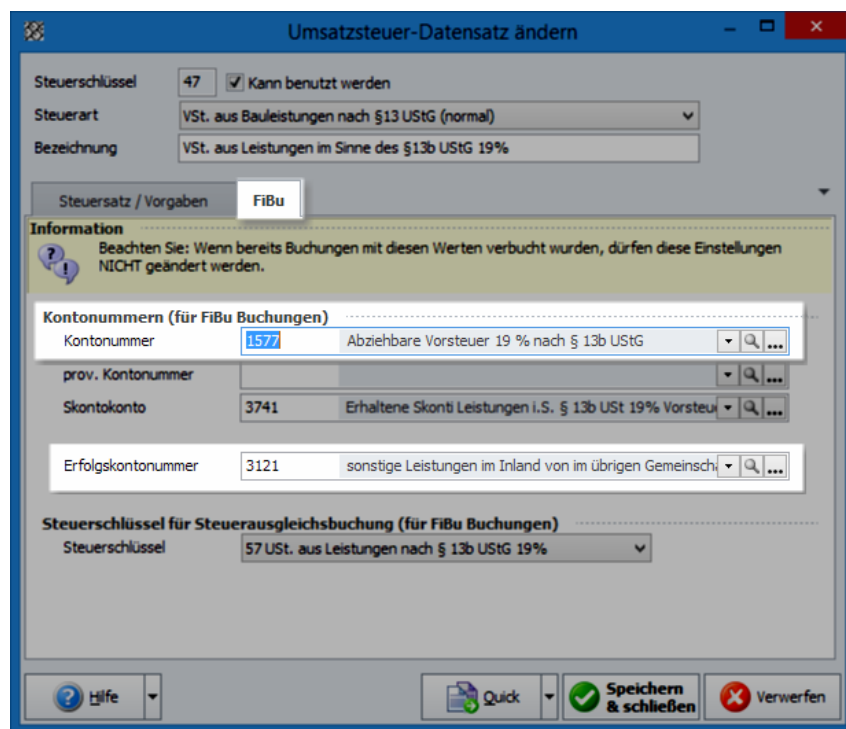 Umsatzsteuer-Datensatz ändern
Steuerschlüssel 47 Kann benutzt werden
Steuerart VSt. aus Bauleistungen nach §13 UStG (normal)
Bezeichnung VSt. aus Leistungen im Sinne des §13b UStG 19%
Steuersatz / Vorgaben FiBu
Information
Beachten Sie: Wenn bereits Buchungen mit diesen Werten verbucht wurden, dürfen diese Einstellungen
NICHT geändert werden.
Kontonummern (für FiBu Buchungen)
Kontonummer 1577 Abziehbare Vorsteuer 19 % nach § 13b UStG
prov. Kontonummer
Skontokonto 3741 Erhaltene Skonti Leistungen i.S. § 13b USt 19% Vorsteu
Erfolgskontonummer 3121 sonstige Leistungen im Inland von im übrigen Gemeinsch
Steuerschlüssel für Steuerausgleichsbuchung (für FiBu Buchungen)
Steuerschlüssel 57 USt. aus Leistungen nach § 13b UStG 19%
Hilfe Quick Speichern & schließen Verwerfen